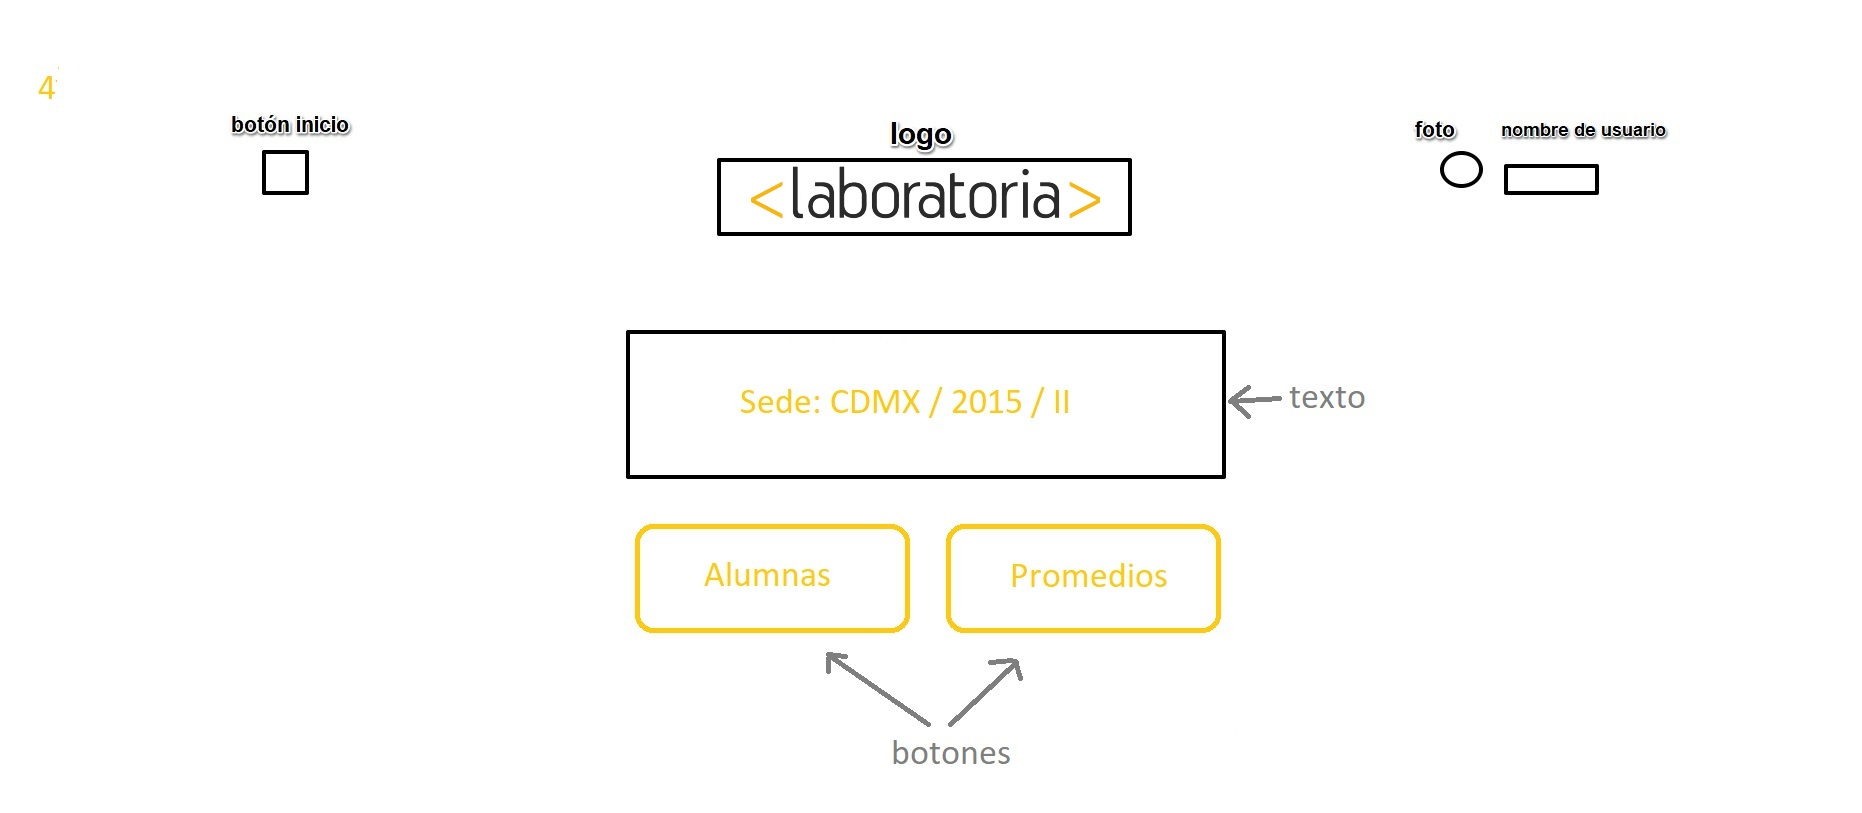 4
botón inicio
logo
foto
nombre de usuario
<laboratoria>
Sede: CDMX / 2015 / II
texto
Alumnas
Promedios
botones